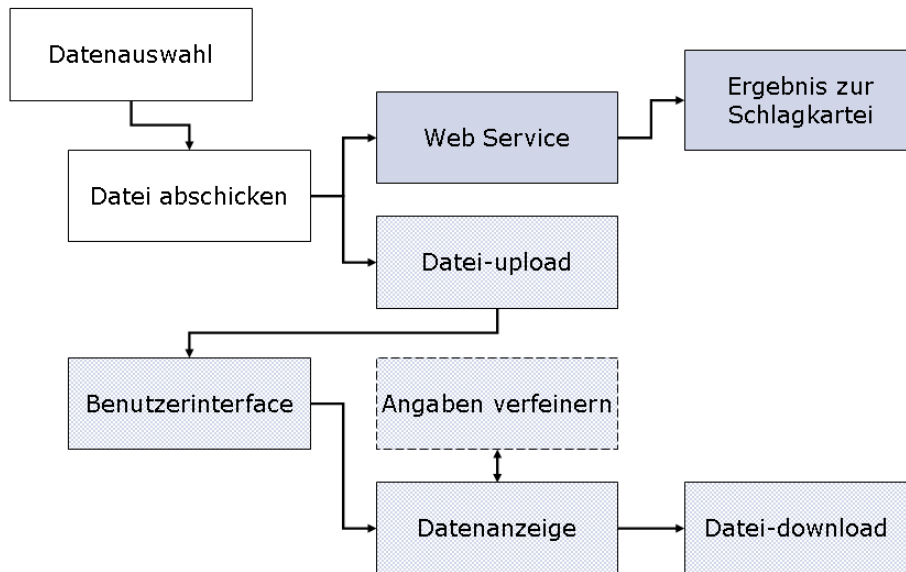 Datenauswahl
Ergebnis zur
Schlagkartei
Web Service
Datei abschicken
Datei-upload
Benutzerinterface
Angaben verfeinern
Datenanzeige
Datei-download